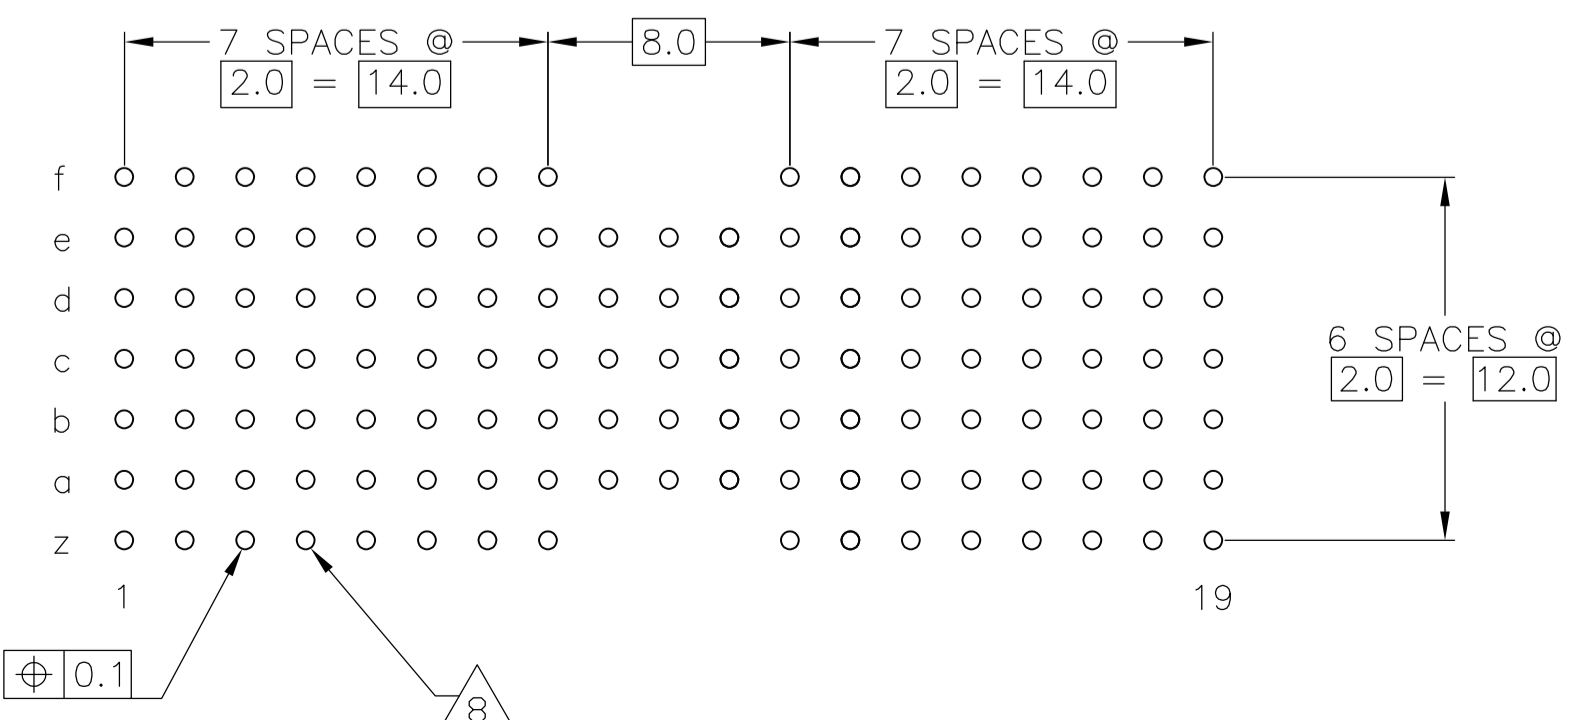 7 SPACES @
2.0 = 14.0
8.0
7 SPACES @
2.0 = 14.0
f
e
d
c
b
a
z
6 SPACES @
2.0 = 12.0
1
19
⌖ 0.1
8